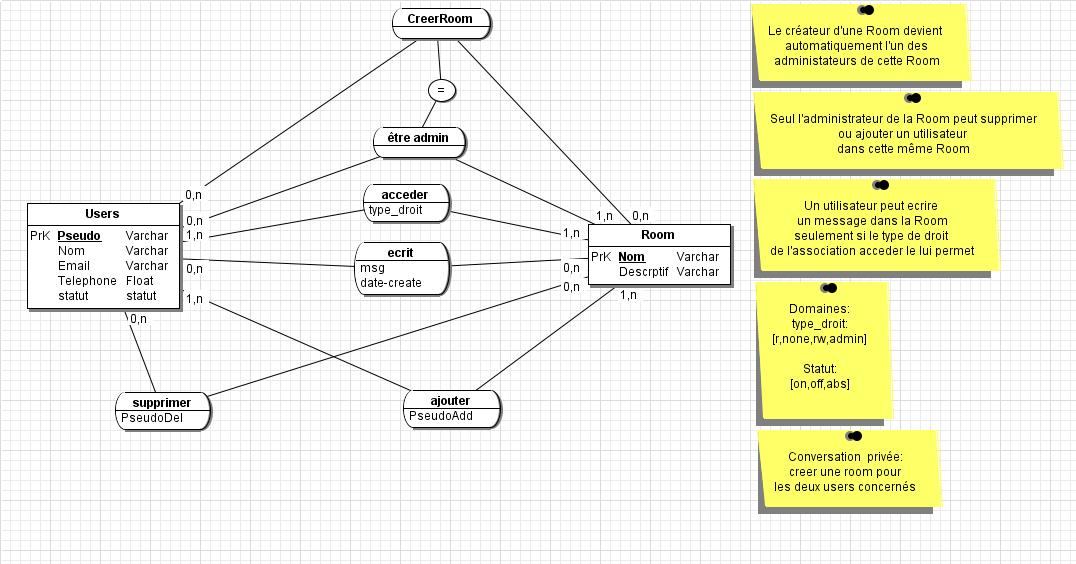 CreerRoom
=
être admin
acceder
type_droit
ecrit
msg
date-create
0,n
0,n
1,n
0,n
1,n
0,n
1,n
0,n
1,n
0,n
0,n
1,n
Users
PrK Pseudo Varchar
Nom Varchar
Email Varchar
Telephone Float
statut statut
Room
PrK Nom Varchar
Descrptif Varchar
supprimer
PseudoDel
ajouter
PseudoAdd
Le créateur d'une Room devient
automatiquement l'un des
administateurs de cette Room
Seul l'administrateur de la Room peut supprimer
ou ajouter un utilisateur
dans cette même Room
Un utilisateur peut ecrire
un message dans la Room
seulement si le type de droit
de l'association acceder le lui permet
Domaines:
type_droit:
[r,none,rw,admin]
Statut:
[on,off,abs]
Conversation privée:
creer une room pour
les deux users concernés